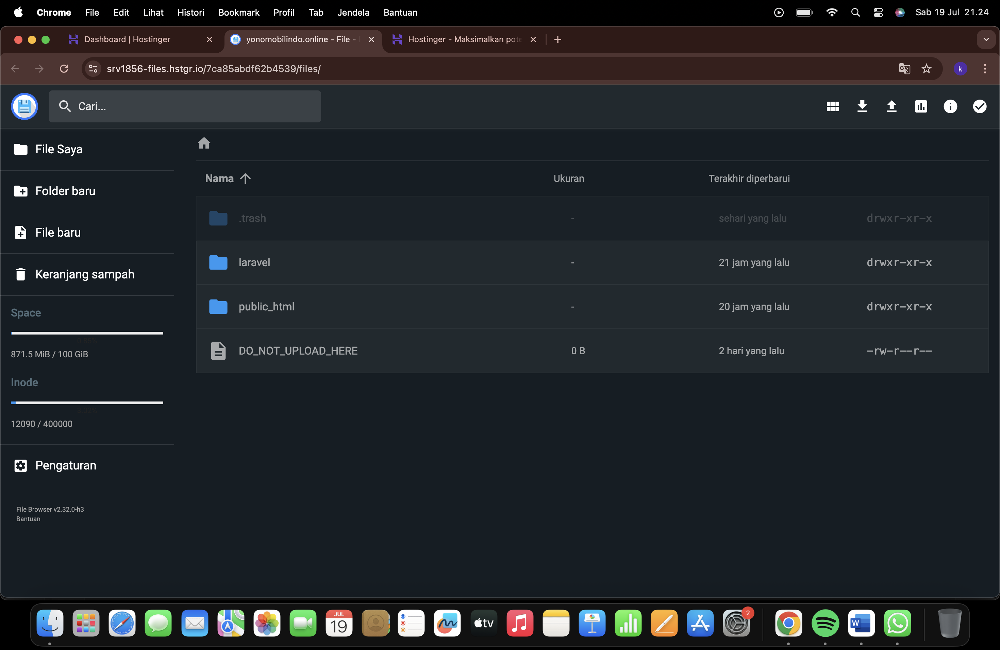 Chrome File Edit Lihat Histori Bookmark Profil Tab Jendela Bantuan Sab 19 Jul 21.24
Dashboard | Hostinger yonomobilindo.online - File - Hostinger - Maksimalkan pote
srv1856-files.hstgr.io/7ca85abdf62b4539/files/ k
Cari...
File Saya
Folder baru
File baru
Keranjang sampah
Space
0.85%
871.5 MiB / 100 GiB
Inode
3.02%
12090 / 400000
Pengaturan
File Browser v2.32.0-h3
Bantuan
Nama Ukuran Terakhir diperbarui
.trash - sehari yang lalu drwxr-xr-x
laravel - 21 jam yang lalu drwxr-xr-x
public_html - 20 jam yang lalu drwxr-xr-x
DO_NOT_UPLOAD_HERE 0 B 2 hari yang lalu -rw-r--r--
JUL
19
tv
2
W